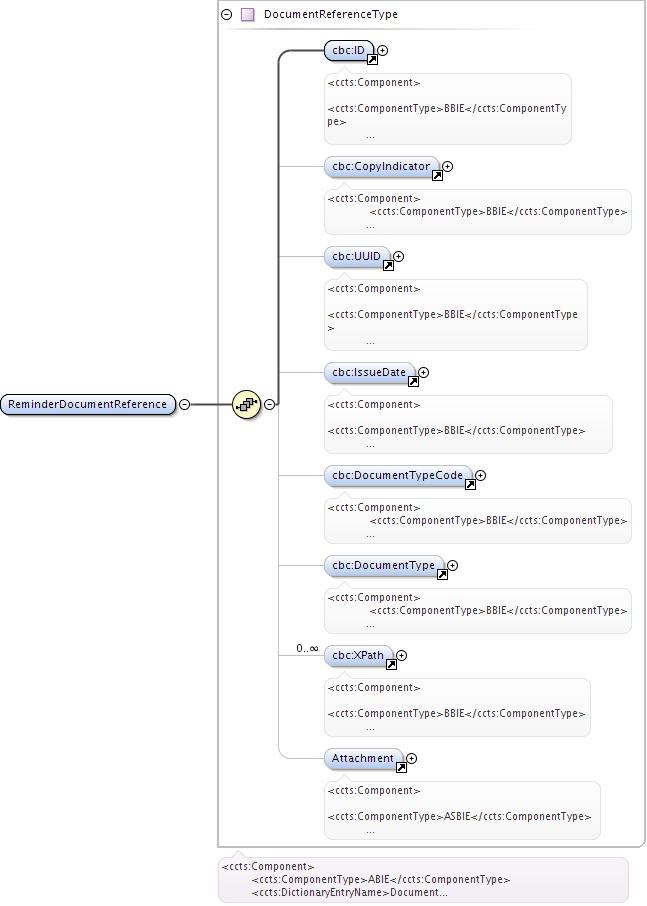 DocumentReferenceType
cbc:ID
<ccts:Component>
<ccts:ComponentType>BBIE</ccts:ComponentTy
pe>
...
cbc:CopyIndicator
<ccts:Component>
<ccts:ComponentType>BBIE</ccts:ComponentType>
...
cbc:UUID
<ccts:Component>
<ccts:ComponentType>BBIE</ccts:ComponentType
>
...
cbc:IssueDate
<ccts:Component>
<ccts:ComponentType>BBIE</ccts:ComponentType>
...
ReminderDocumentReference
cbc:DocumentTypeCode
<ccts:Component>
<ccts:ComponentType>BBIE</ccts:ComponentType>
...
cbc:DocumentType
<ccts:Component>
<ccts:ComponentType>BBIE</ccts:ComponentType>
...
0..∞
cbc:XPath
<ccts:Component>
<ccts:ComponentType>BBIE</ccts:ComponentType>
...
Attachment
<ccts:Component>
<ccts:ComponentType>ASBIE</ccts:ComponentType>
...
<ccts:Component>
<ccts:ComponentType>ABIE</ccts:ComponentType>
<ccts:DictionaryEntryName>Document...